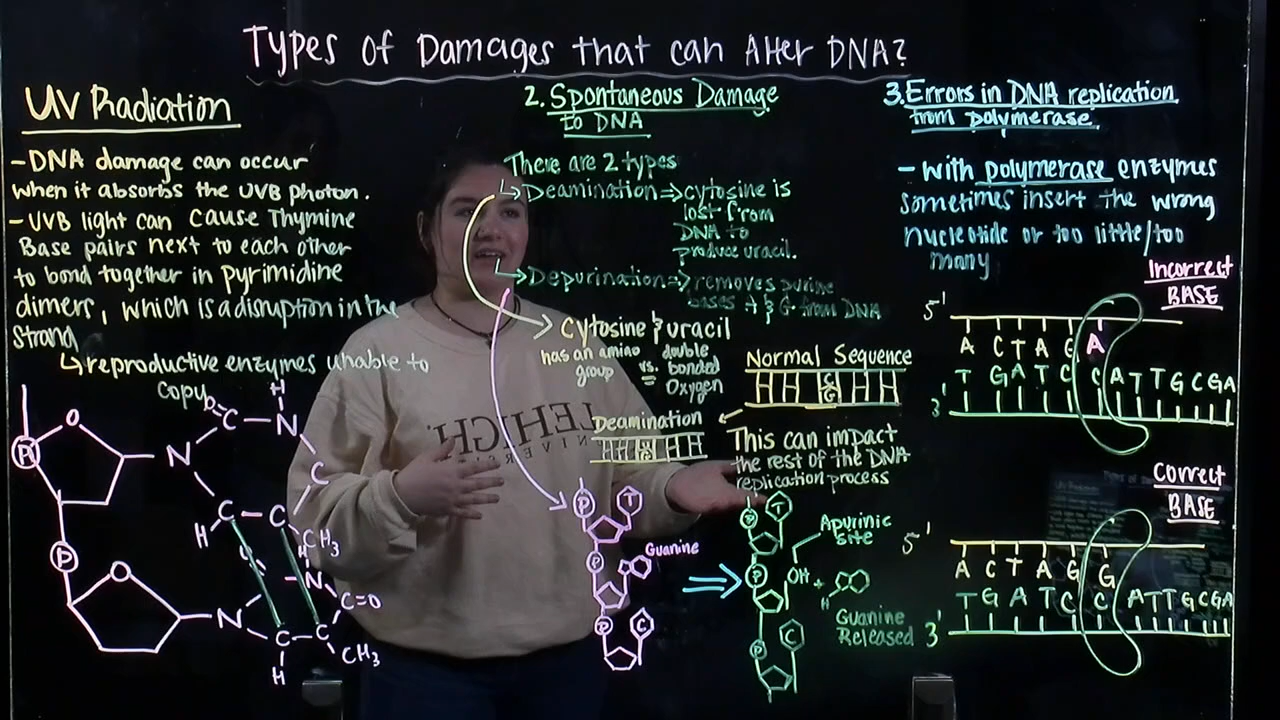 Types of Damages that can Alter DNA?
UV Radiation
-DNA damage can occur
when it absorbs the UVB photon.
-UVB light can cause Thymine
Base pairs next to each other
to bond together in pyrimidine
dimers, which is a disruption in the
strand
↳reproductive enzymes unable to
copy
H
O=C
N
O
P
N
C
C
C
H
CH3
P
H
N
O
C=O
N
C
C
H
CH3
2. Spontaneous Damage
to DNA
There are 2 types
↳Deamination⇒cytosine is
lost from
DNA to
produce uracil.
↳Depurination⇒removes purine
bases A & G from DNA
cytosine & uracil
has an amino group vs. double bonded Oxygen
Normal Sequence
C
G
Deamination
This can impact
the rest of the DNA
replication process
P
T
Guanine
P
P
C
P
T
Apurinic
site
P
OH +
H
C
P
Guanine
Released
LEHIGH
3. Errors in DNA replication
from polymerase
- with polymerase enzymes
sometimes insert the wrong
nucleotide or too little/too
many
Incorrect
BASE
5'
A C T A G A
T G A T C C A T T G C G A
3'
Correct
BASE
5'
A C T A G G
T G A T C C A T T G C G A
3'